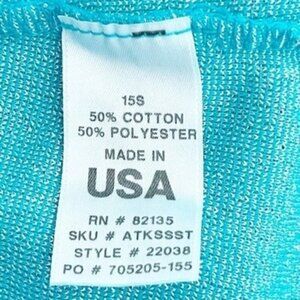 15S
50% COTTON
50% POLYESTER
MADE IN
USA
RN # 82135
SKU # ATKSSST
STYLE # 22038
PO # 705205-155